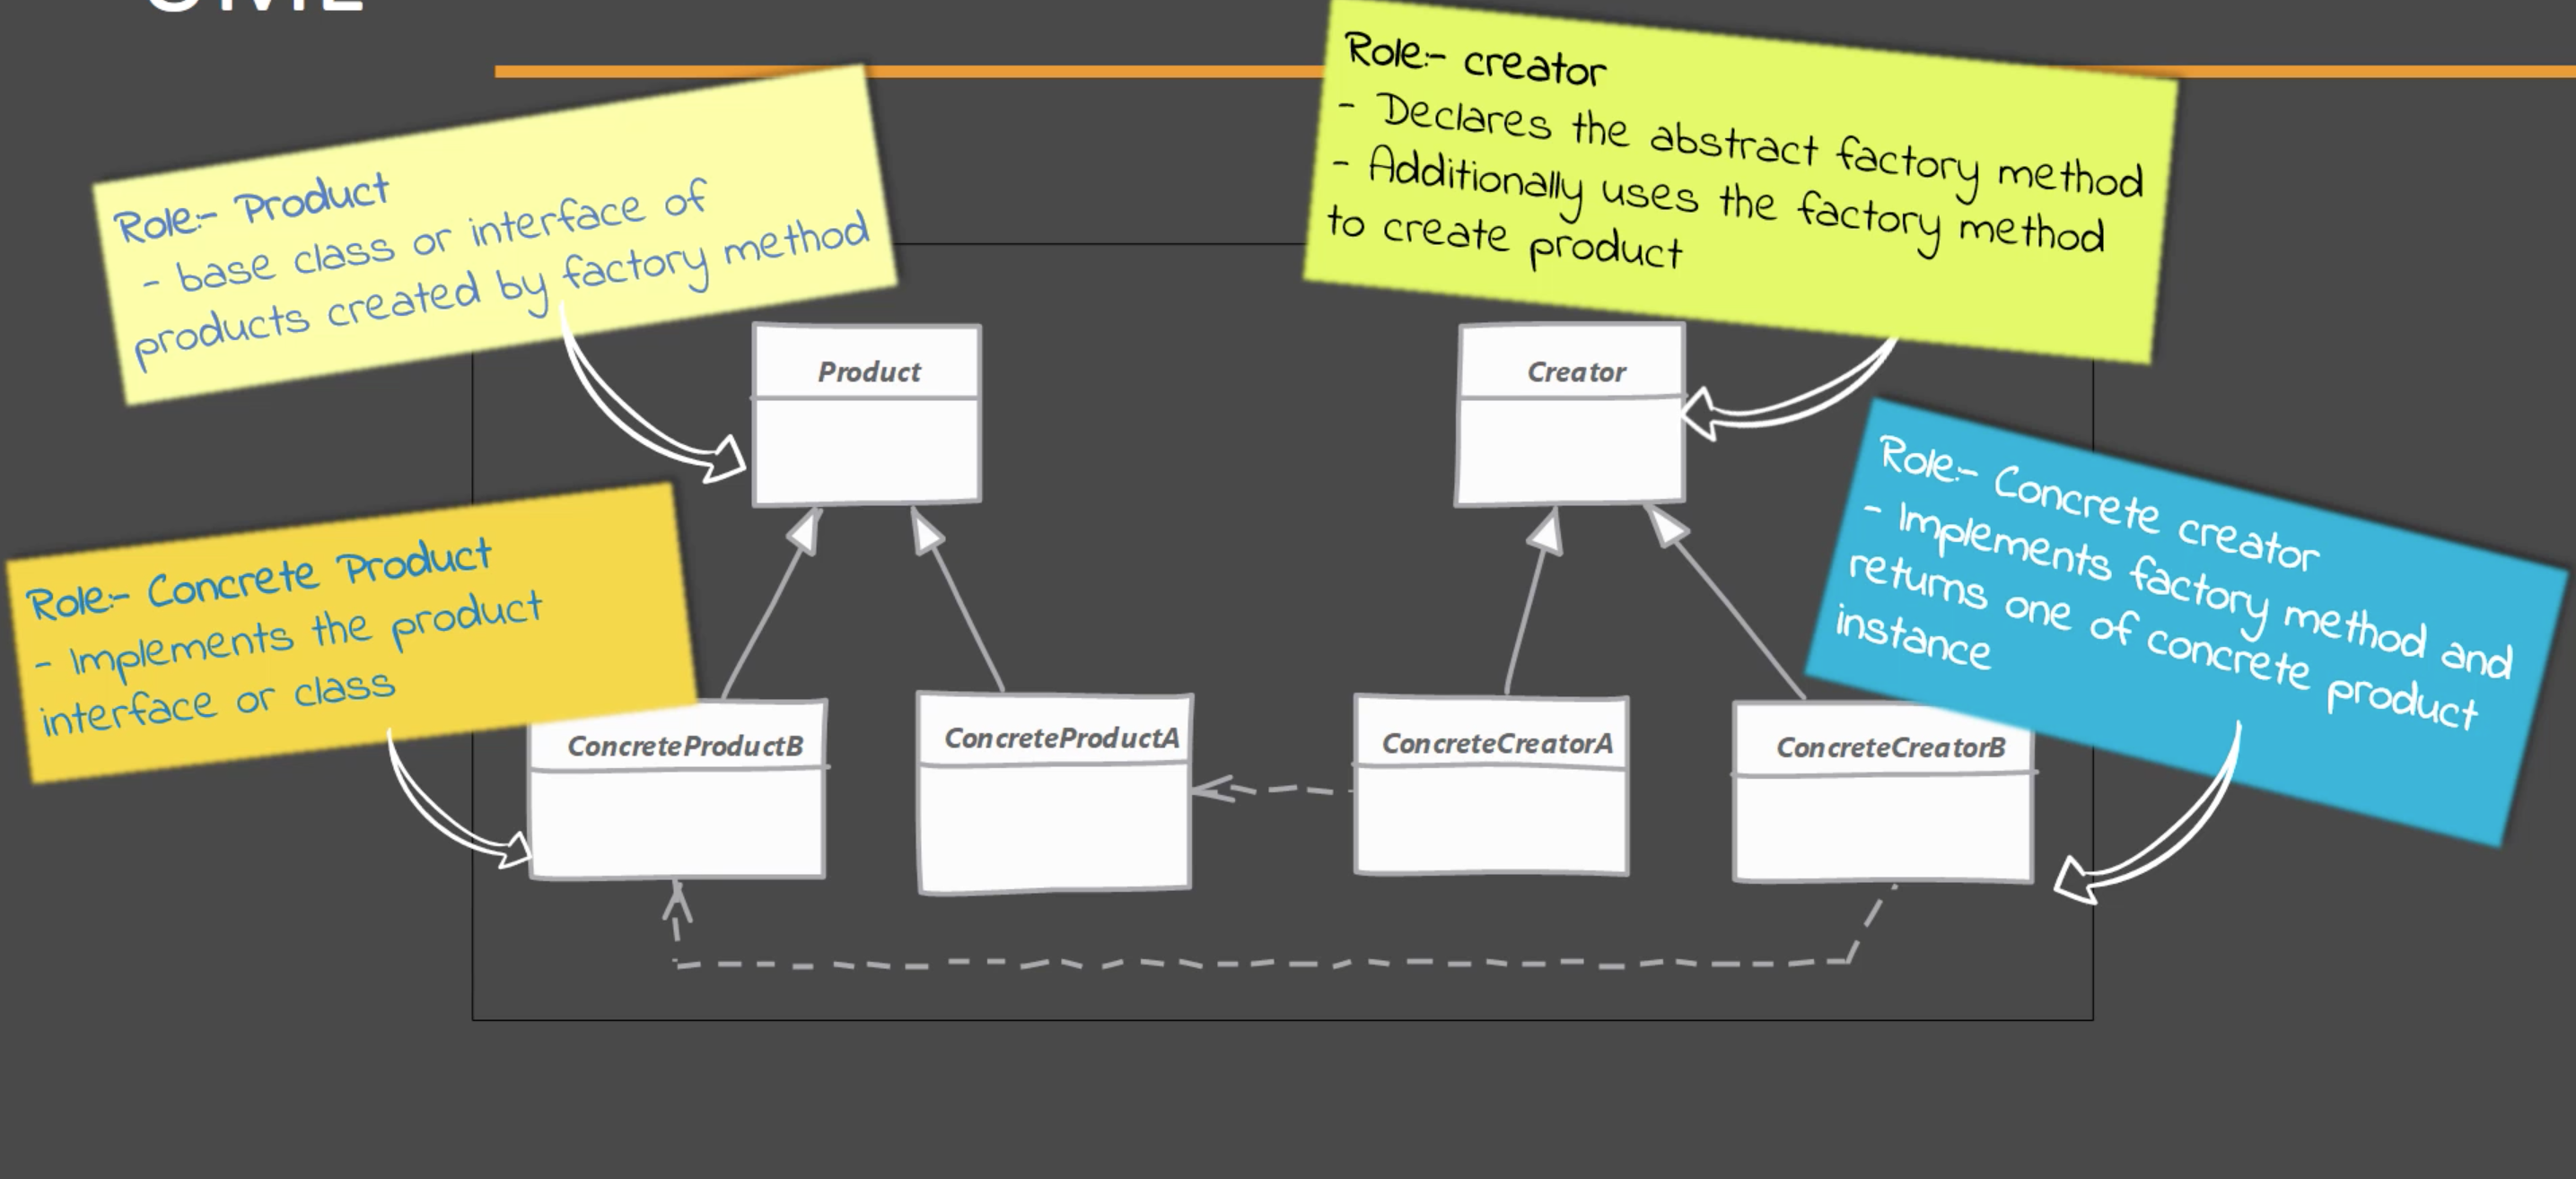 UML
Role:- Product
- base class or interface of
products created by factory method
Role:- creator
- Declares the abstract factory method
- Additionally uses the factory method
to create product
Product
Creator
Role:- Concrete Product
- Implements the product
interface or class
Role:- Concrete creator
- Implements factory method and
returns one of concrete product
instance
ConcreteProductB
ConcreteProductA
ConcreteCreatorA
ConcreteCreatorB